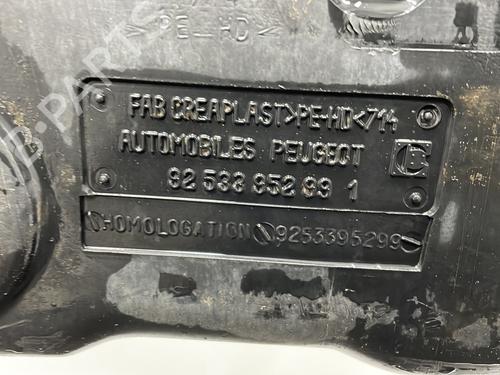 >PE-HD<
FAB CREAPLAST >PE-HD< 714
AUTOMOBILES PEUGEOT
92 533 952 99 1
HOMOLOGATION 9253395299